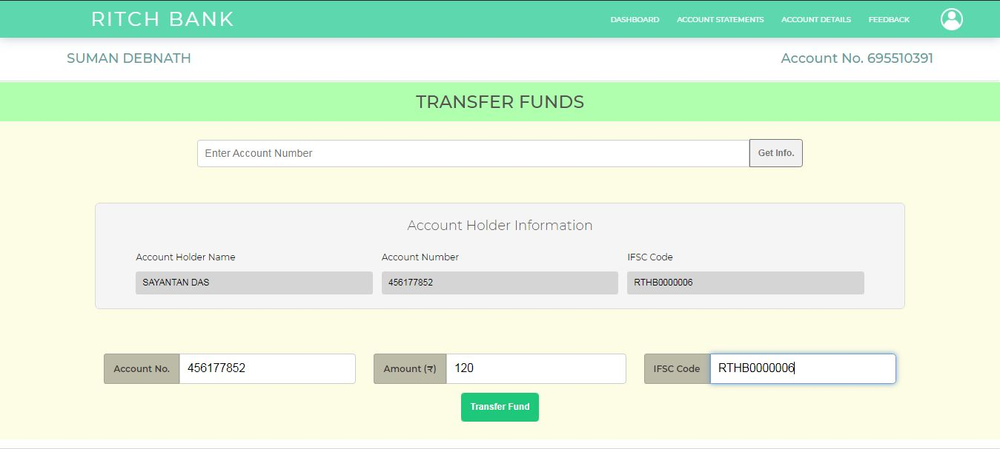 RITCH BANK DASHBOARD ACCOUNT STATEMENTS ACCOUNT DETAILS FEEDBACK
SUMAN DEBNATH Account No. 695510391
TRANSFER FUNDS
Enter Account Number Get Info.
Account Holder Information
Account Holder Name Account Number IFSC Code
SAYANTAN DAS 456177852 RTHB0000006
Account No. 456177852 Amount (₹) 120 IFSC Code RTHB0000006
Transfer Fund